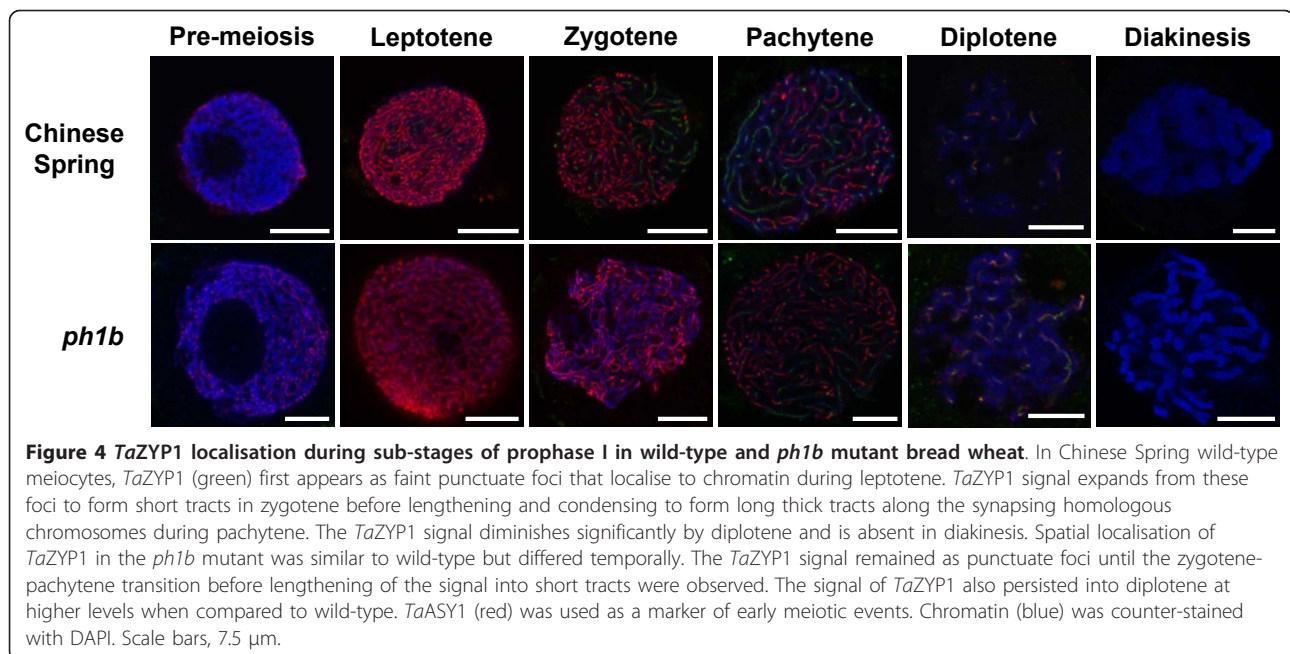 Pre-meiosis Leptotene Zygotene Pachytene Diplotene Diakinesis
Chinese
Spring
ph1b
Figure 4 TaZYP1 localisation during sub-stages of prophase I in wild-type and ph1b mutant bread wheat. In Chinese Spring wild-type
meiocytes, TaZYP1 (green) first appears as faint punctuate foci that localise to chromatin during leptotene. TaZYP1 signal expands from these
foci to form short tracts in zygotene before lengthening and condensing to form long thick tracts along the synapsing homologous
chromosomes during pachytene. The TaZYP1 signal diminishes significantly by diplotene and is absent in diakinesis. Spatial localisation of
TaZYP1 in the ph1b mutant was similar to wild-type but differed temporally. The TaZYP1 signal remained as punctuate foci until the zygotene-
pachytene transition before lengthening of the signal into short tracts were observed. The signal of TaZYP1 also persisted into diplotene at
higher levels when compared to wild-type. TaASY1 (red) was used as a marker of early meiotic events. Chromatin (blue) was counter-stained
with DAPI. Scale bars, 7.5 μm.